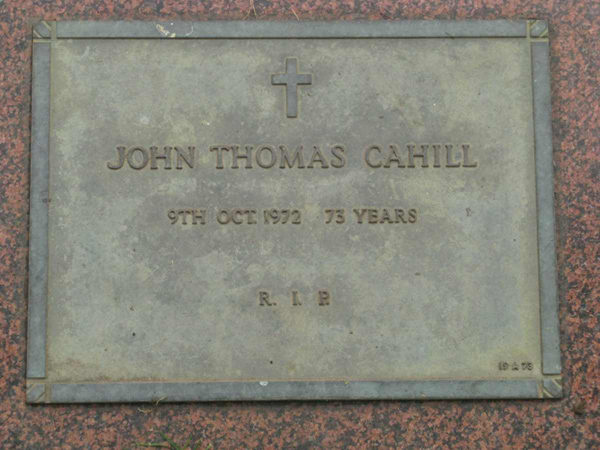 JOHN THOMAS CAHILL
9TH OCT. 1972 73 YEARS
R. I. P.